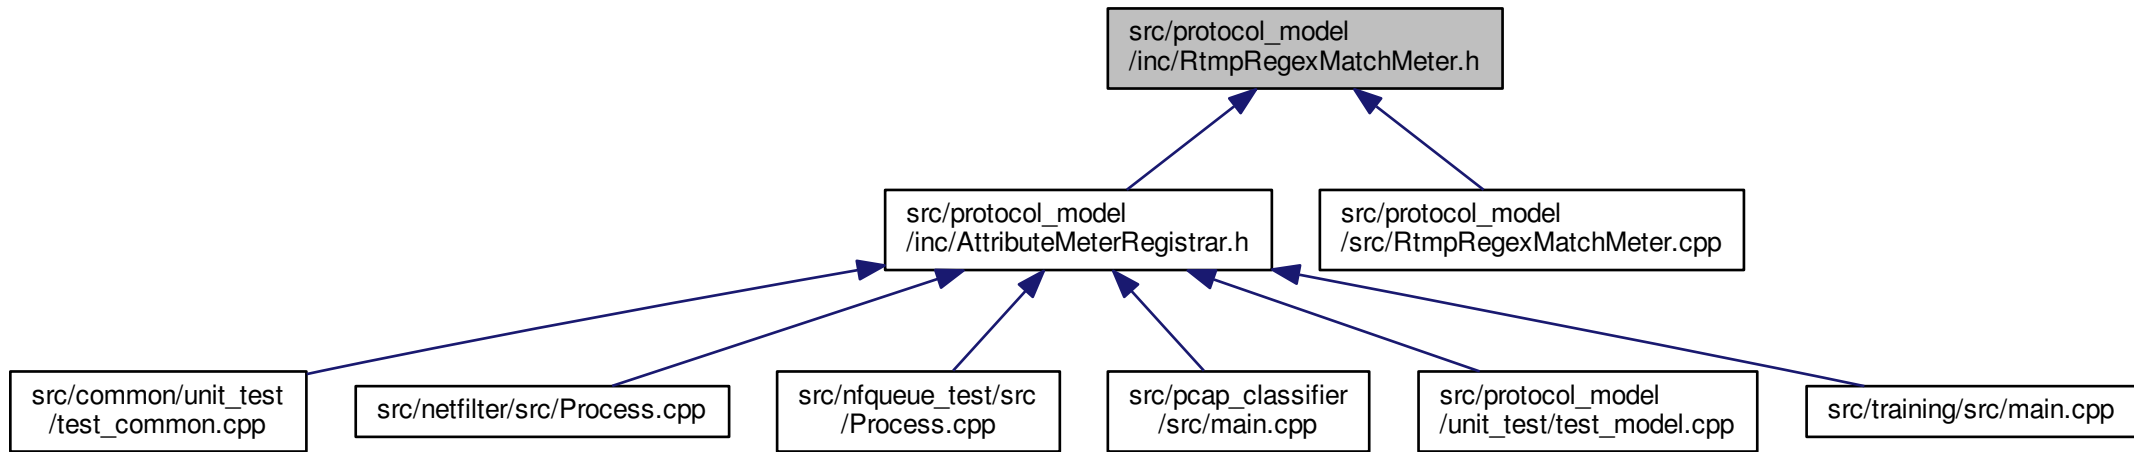 src/protocol_model
/inc/RtmpRegexMatchMeter.h
src/protocol_model
/inc/AttributeMeterRegistrar.h
src/protocol_model
/src/RtmpRegexMatchMeter.cpp
src/common/unit_test
/test_common.cpp
src/netfilter/src/Process.cpp
src/nfqueue_test/src
/Process.cpp
src/pcap_classifier
/src/main.cpp
src/protocol_model
/unit_test/test_model.cpp
src/training/src/main.cpp